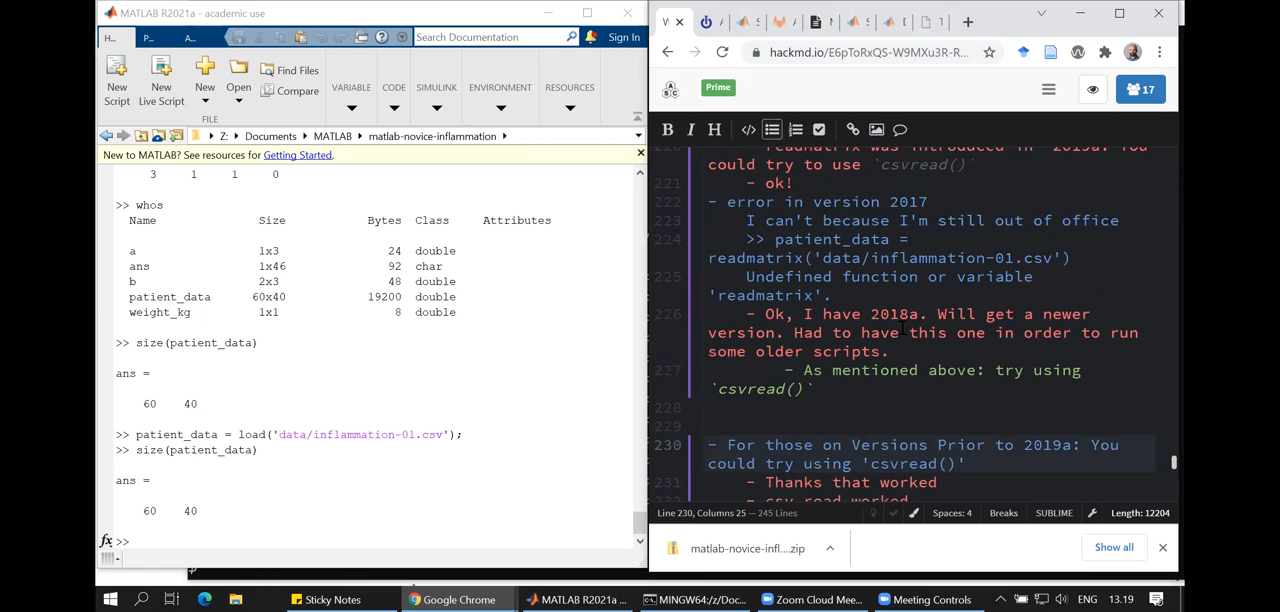 MATLAB R2021a - academic use
H... P... A...
Search Documentation
Sign In
New Script
New Live Script
New
Open
Find Files
Compare
VARIABLE
CODE
SIMULINK
ENVIRONMENT
RESOURCES
FILE
Z: Documents MATLAB matlab-novice-inflammation
New to MATLAB? See resources for Getting Started.
3 1 1 0
>> whos
Name Size Bytes Class Attributes
a 1x3 24 double
ans 1x46 92 char
b 2x3 48 double
patient_data 60x40 19200 double
weight_kg 1x1 8 double
>> size(patient_data)
ans =
60 40
>> patient_data = load('data/inflammation-01.csv');
>> size(patient_data)
ans =
60 40
fx >>
hackmd.io/E6pToRxQS-W9MXu3R-R...
Prime
17
B I H
readmatrix was introduced in 2019a. You
could try to use `csvread()`
221 - ok!
222 - error in version 2017
223 I can't because I'm still out of office
224 >> patient_data =
readmatrix('data/inflammation-01.csv')
225 Undefined function or variable
'readmatrix'.
226 - Ok, I have 2018a. Will get a newer
version. Had to have this one in order to run
some older scripts.
227 - As mentioned above: try using
`csvread()`
228
229
230 - For those on Versions Prior to 2019a: You
could try using 'csvread()'
231 - Thanks that worked
- csv read worked
Line 230, Columns 25 — 245 Lines
Spaces: 4
Breaks
SUBLIME
Length: 12204
matlab-novice-infl....zip
Show all
Sticky Notes
Google Chrome
MATLAB R2021a ...
MINGW64:/z/Doc...
Zoom Cloud Mee...
Meeting Controls
ENG
13.19